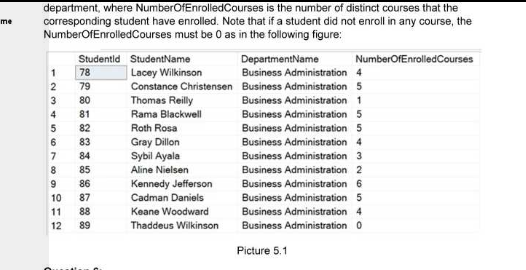 department, where NumberOfEnrolledCourses is the number of distinct courses that the
me corresponding student have enrolled. Note that if a student did not enroll in any course, the
NumberOfEnrolledCourses must be 0 as in the following figure:
StudentId StudentName DepartmentName NumberOfEnrolledCourses
1 78 Lacey Wilkinson Business Administration 4
2 79 Constance Christensen Business Administration 5
3 80 Thomas Reilly Business Administration 1
4 81 Rama Blackwell Business Administration 5
5 82 Roth Rosa Business Administration 5
6 83 Gray Dillon Business Administration 4
7 84 Sybil Ayala Business Administration 3
8 85 Aline Nielsen Business Administration 2
9 86 Kennedy Jefferson Business Administration 6
10 87 Cadman Daniels Business Administration 5
11 88 Keane Woodward Business Administration 4
12 89 Thaddeus Wilkinson Business Administration 0
Picture 5.1